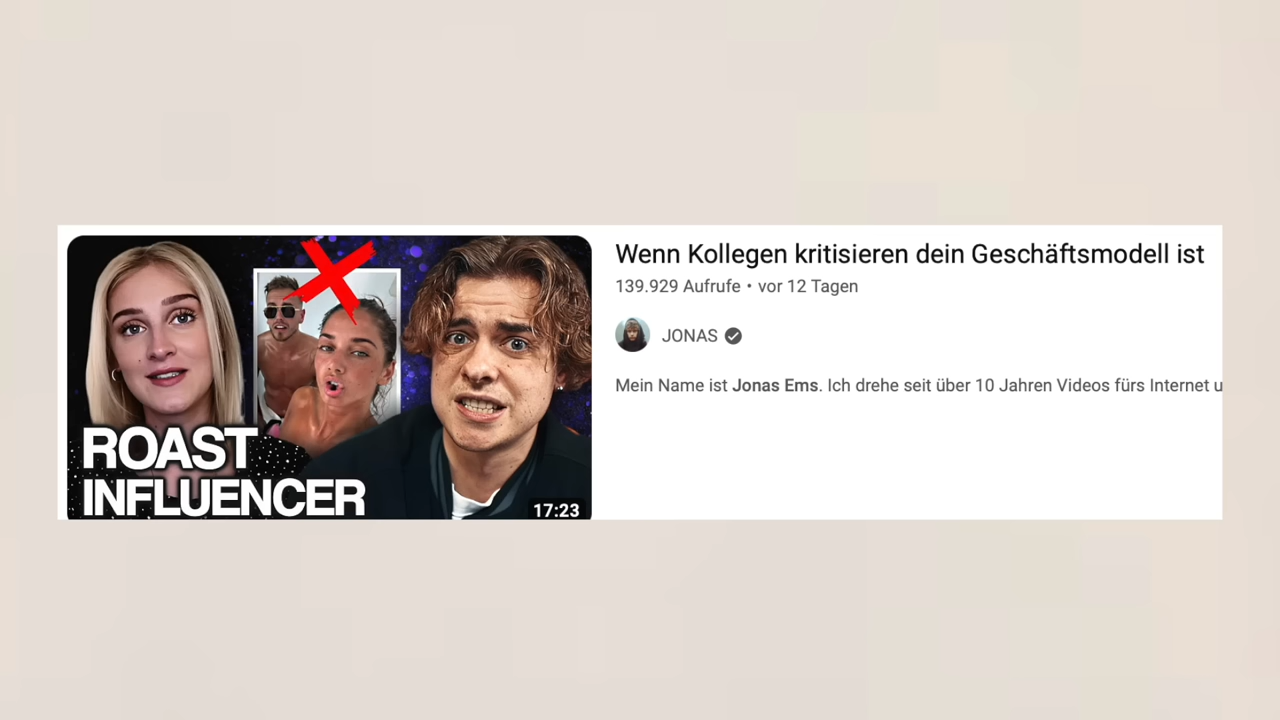 ROAST
INFLUENCER
17:23
Wenn Kollegen kritisieren dein Geschäftsmodell ist
139.929 Aufrufe • vor 12 Tagen
JONAS
Mein Name ist Jonas Ems. Ich drehe seit über 10 Jahren Videos fürs Internet u